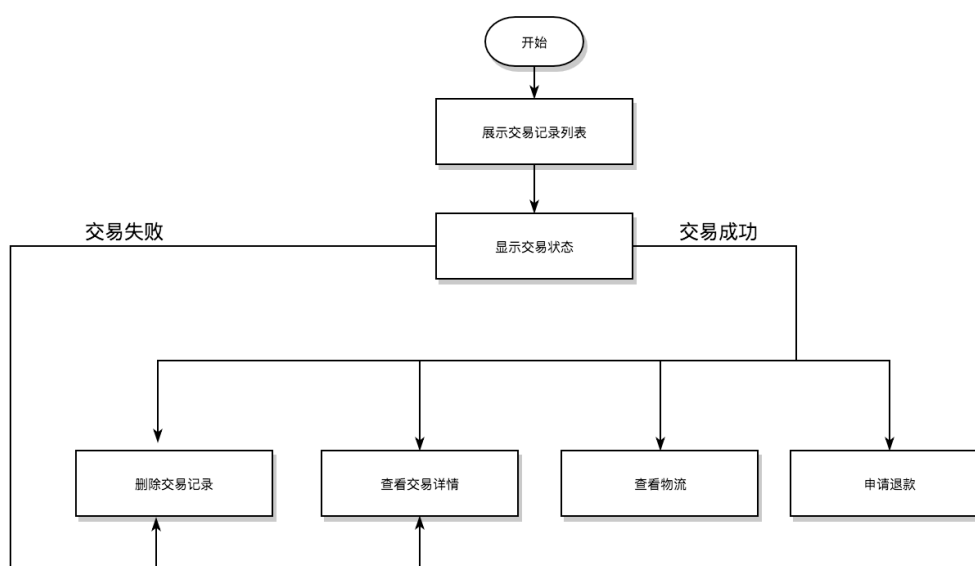 开始
展示交易记录列表
交易失败
交易成功
显示交易状态
删除交易记录
查看交易详情
查看物流
申请退款